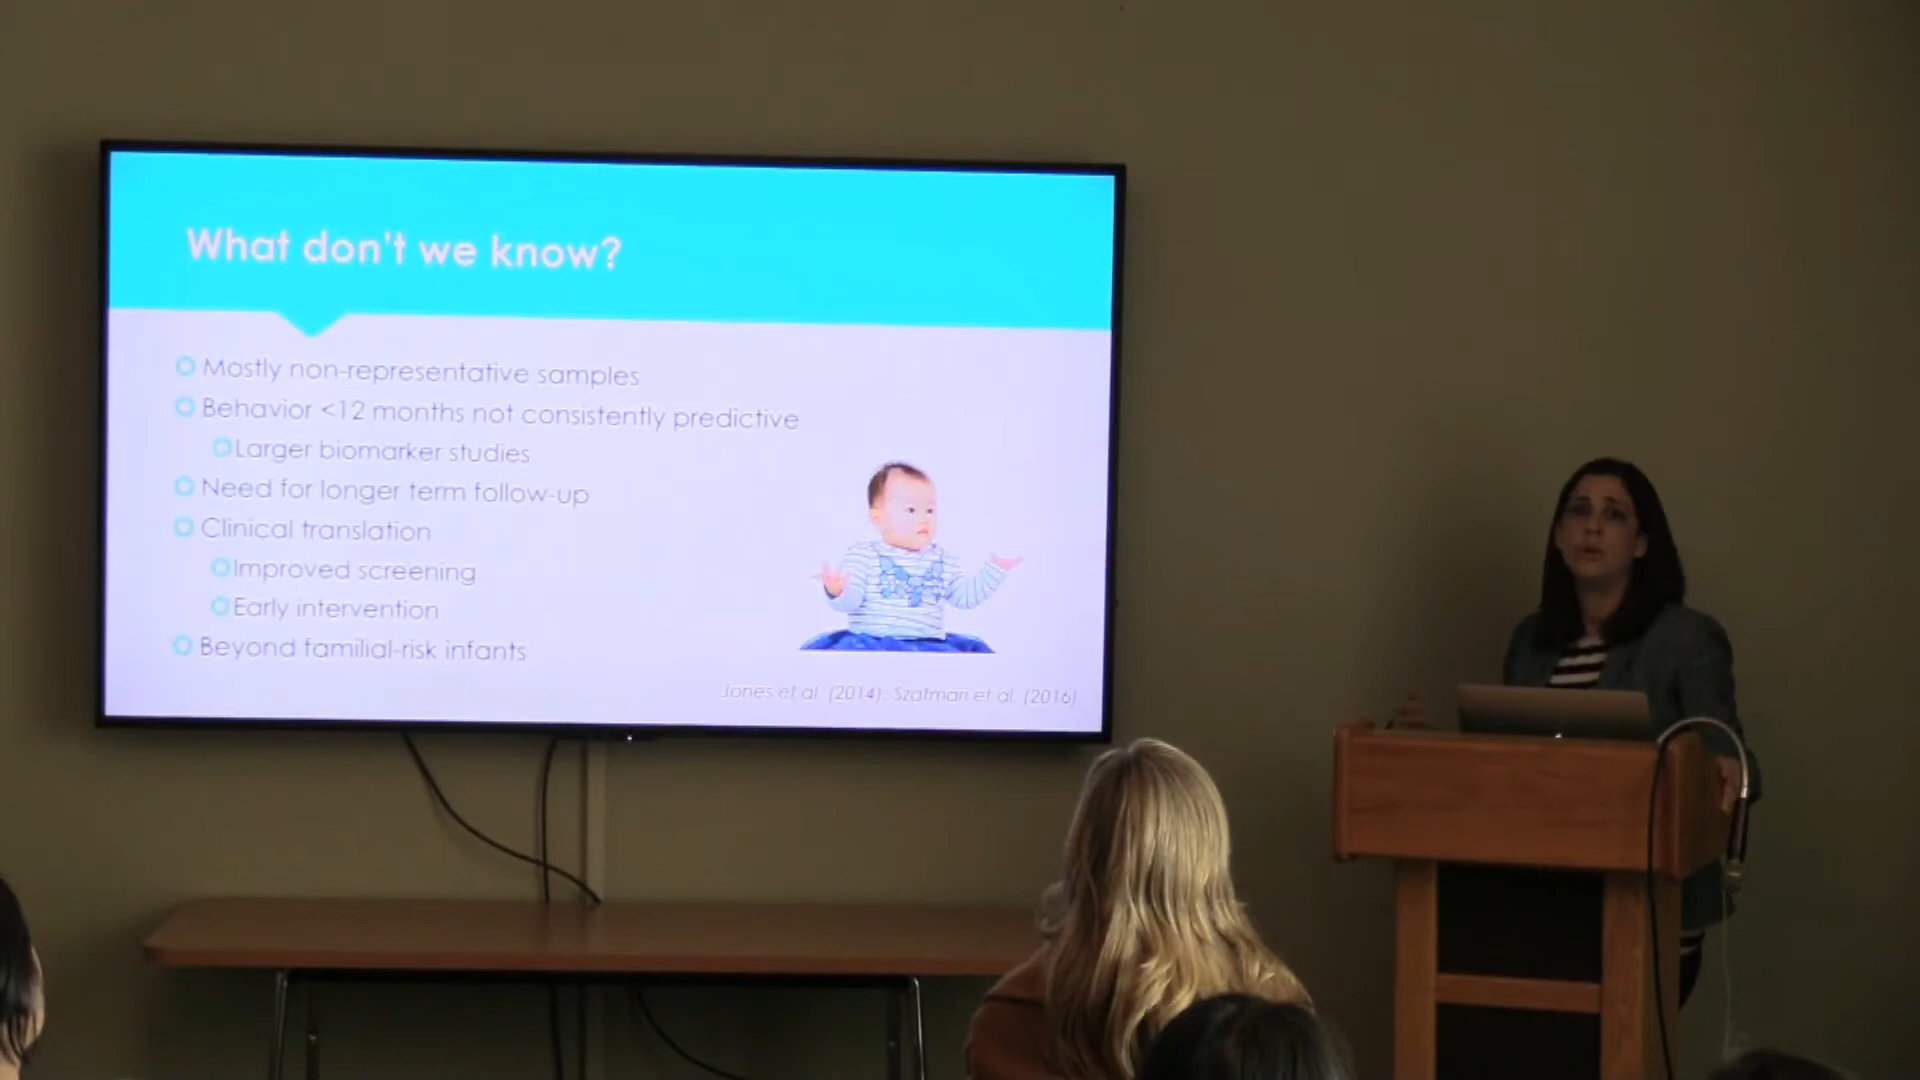 What don't we know?
Mostly non-representative samples
Behavior <12 months not consistently predictive
Larger biomarker studies
Need for longer term follow-up
Clinical translation
Improved screening
Early intervention
Beyond familial-risk infants
Jones et al. (2014); Szatmari et al. (2016)